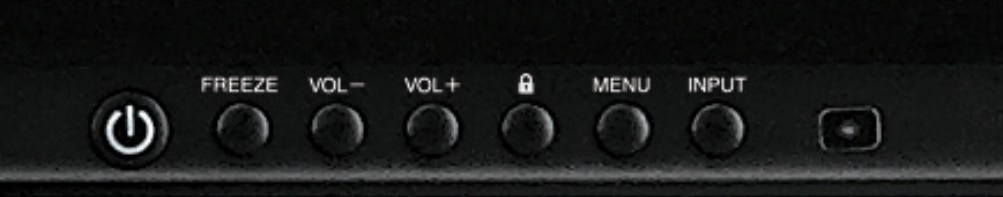 FREEZE VOL− VOL+ MENU INPUT